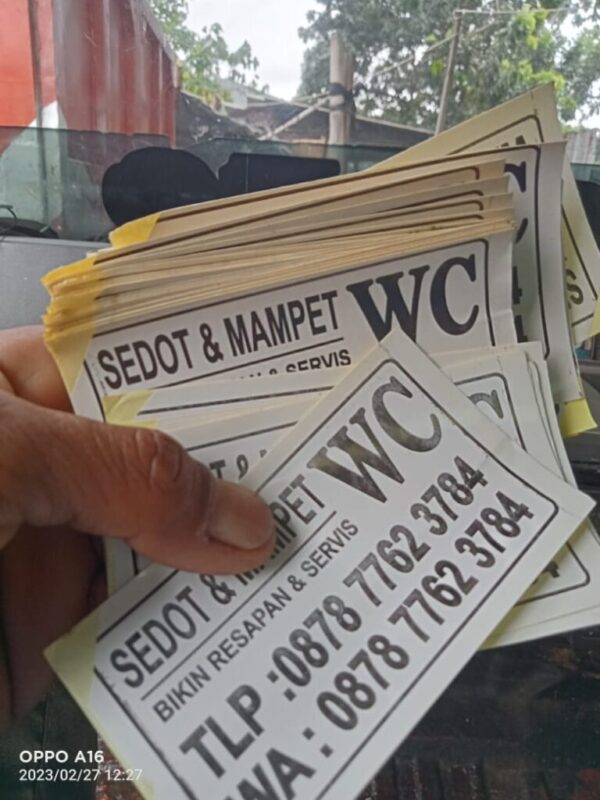 SEDOT & MAMPET WC
& SERVIS
SEDOT & MAMPET WC
BIKIN RESAPAN & SERVIS
TLP :0878 7762 3784
WA : 0878 7762 3784
OPPO A16
2023/02/27 12:27